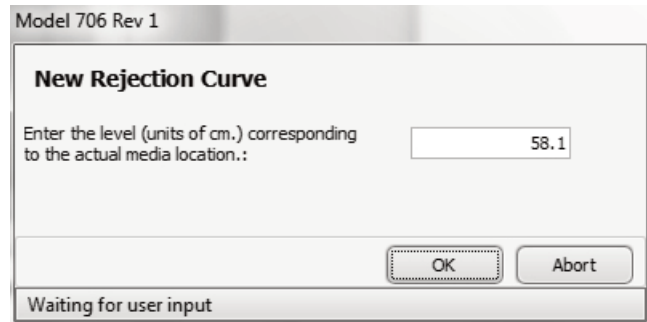 Model 706 Rev 1
New Rejection Curve
Enter the level (units of cm.) corresponding
to the actual media location.:
58.1
OK
Abort
Waiting for user input